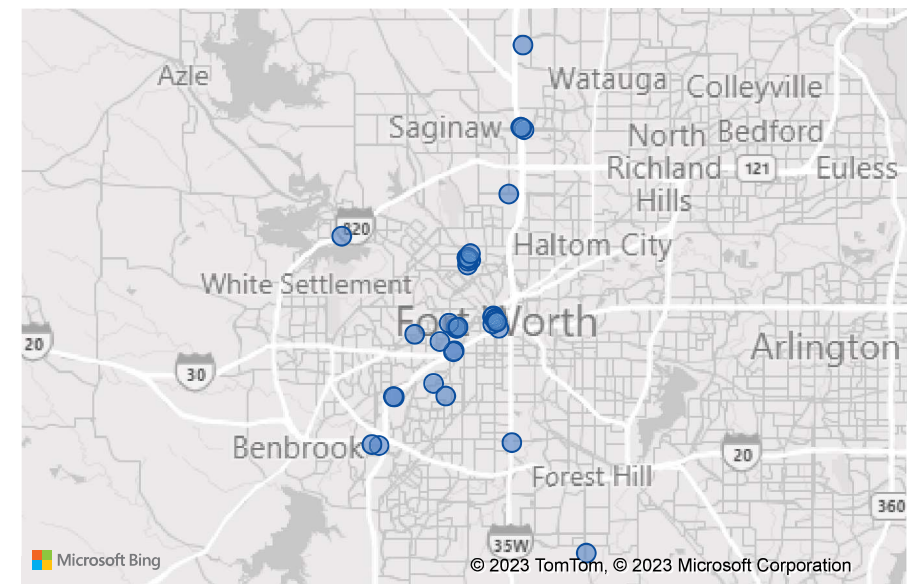 Azle
Watauga
Colleyville
Saginaw
North
Richland
Hills
Bedford
121
Euless
820
Haltom City
White Settlement
Fort Worth
20
Arlington
30
Benbrook
20
Forest Hill
360
35W
Microsoft Bing
© 2023 TomTom, © 2023 Microsoft Corporation